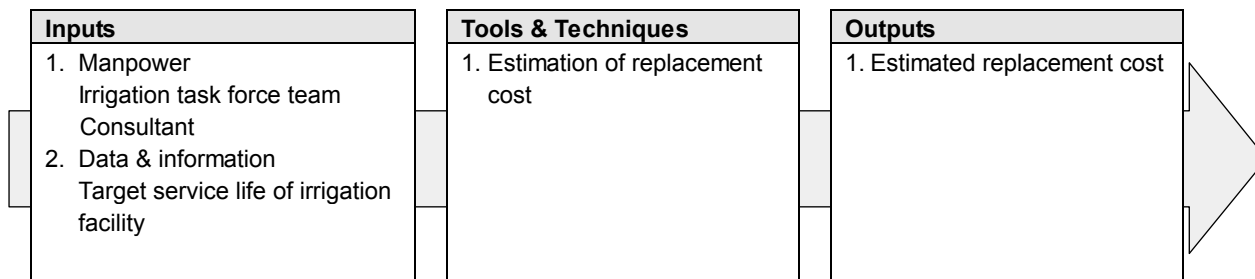 Inputs
1. Manpower
Irrigation task force team
Consultant
2. Data & information
Target service life of irrigation
facility
Tools & Techniques
1. Estimation of replacement
cost
Outputs
1. Estimated replacement cost